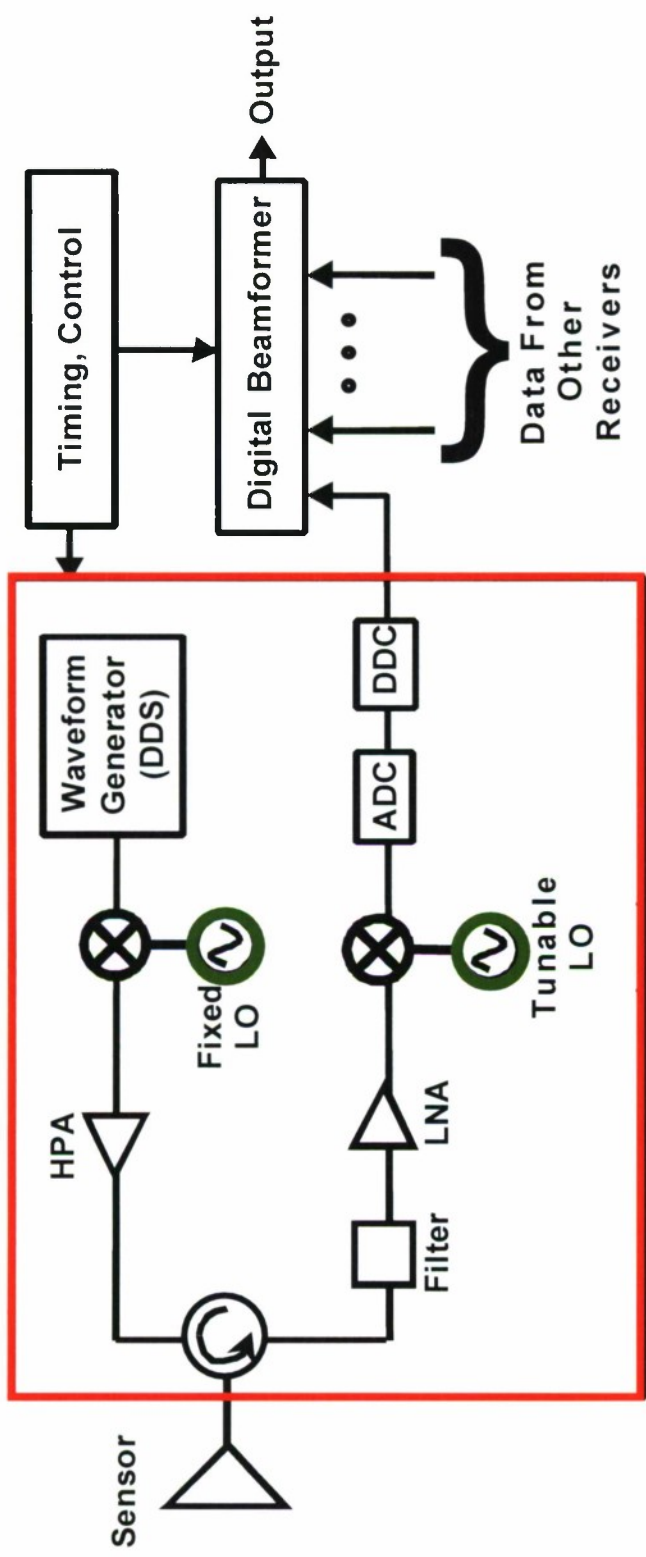 Sensor
HPA
Fixed
LO
Waveform
Generator
(DDS)
Timing, Control
Filter
LNA
Tunable
LO
ADC
DDC
Digital Beamformer
Output
Data From
Other
Receivers